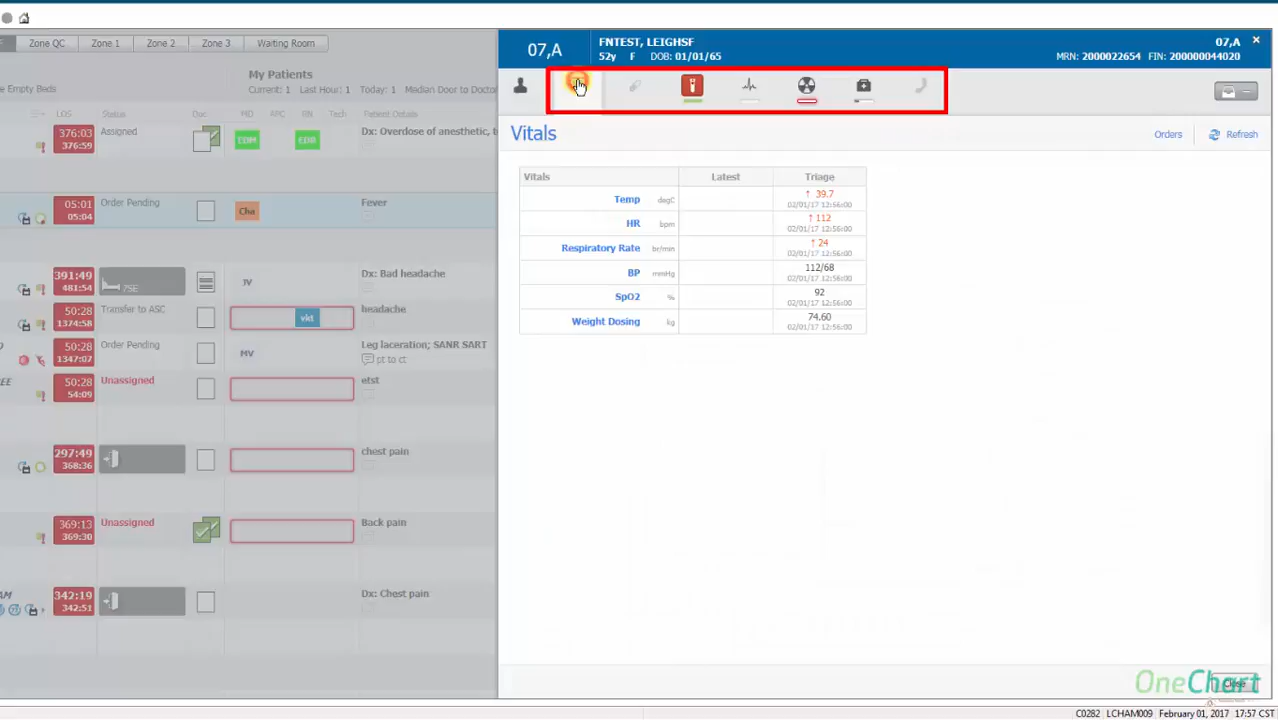 Zone QC Zone 1 Zone 2 Zone 3 Waiting Room
My Patients
e Empty Beds Current: 1 Last Hour: 1 Today: 1 Median Door to Doctor
LOS Status Doc MD APC RN Tech Patient Details
376:03 Assigned EDM EDR Dx: Overdose of anesthetic,
376:59
05:01 Order Pending Cha Fever
05:04
391:49 7SE JV Dx: Bad headache
481:54
50:28 Transfer to ASC vkt headache
1374:58
50:28 Order Pending MV Leg laceration; SANR SART
1347:07 pt to ct
EE 50:28 Unassigned etst
54:09
297:49 chest pain
368:36
369:13 Unassigned Back pain
369:30
AM 342:19 Dx: Chest pain
342:51
07,A
FNTEST, LEIGHSF
52y F DOB: 01/01/65
07,A
MRN: 2000022654 FIN: 200000044020
Vitals
Orders Refresh
Vitals Latest Triage
Temp degC ↑ 39.7
02/01/17 12:56:00
HR bpm ↑ 112
02/01/17 12:56:00
Respiratory Rate br/min ↑ 24
02/01/17 12:56:00
BP mmHg 112/68
02/01/17 12:56:00
SpO2 % 92
02/01/17 12:56:00
Weight Dosing kg 74.60
02/01/17 12:56:00
OneChart
Close
C0282 LCHAM009 February 01, 2017 17:57 CST